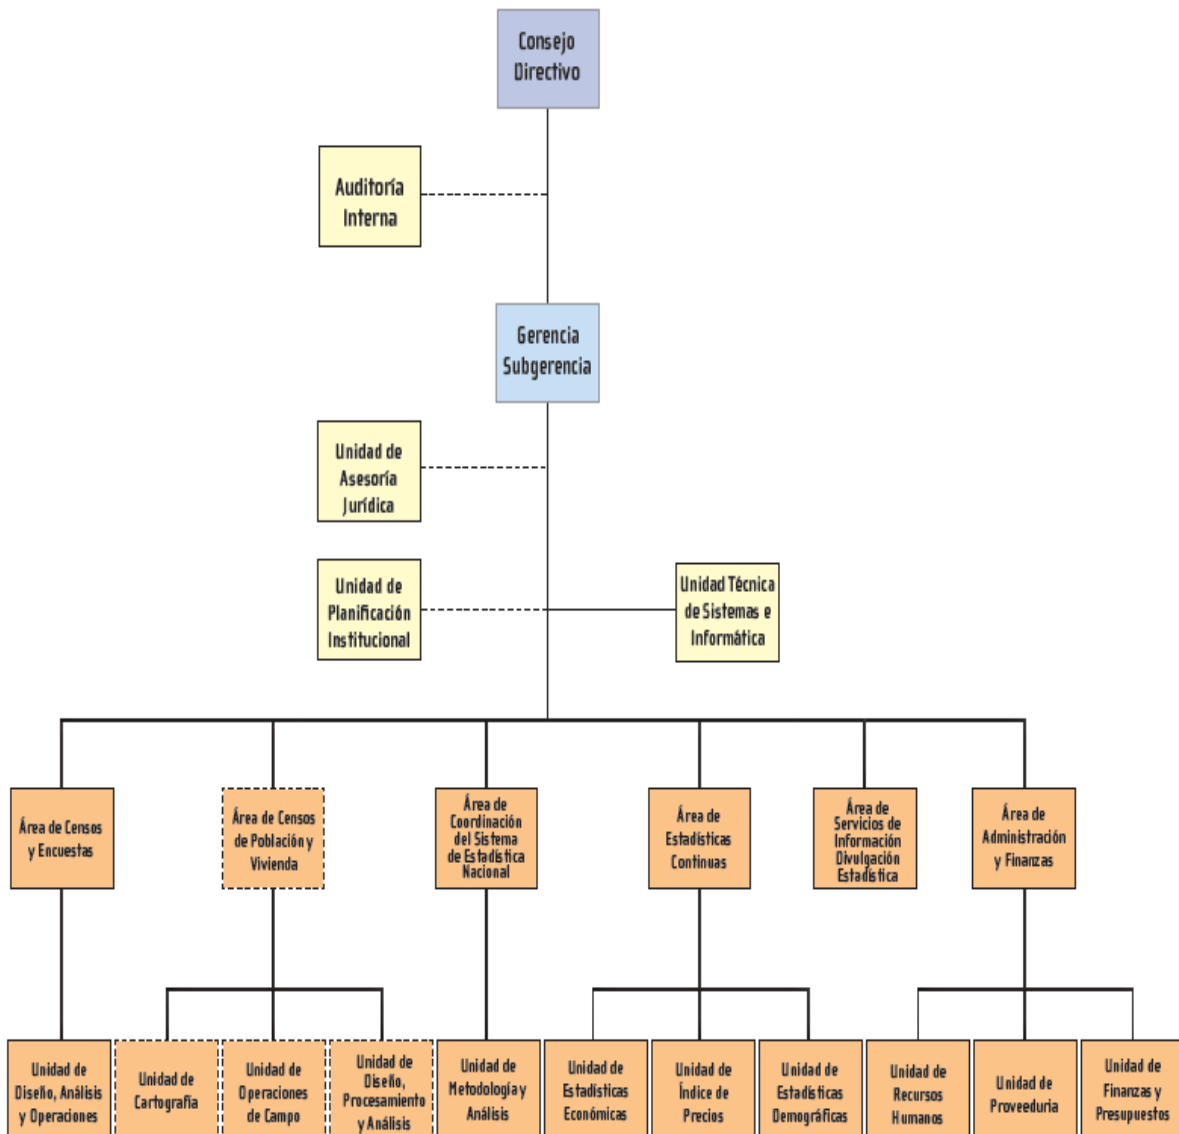 Consejo
Directivo
Auditoría
Interna
Gerencia
Subgerencia
Unidad de
Asesoría
Jurídica
Unidad de
Planificación
Institucional
Unidad Técnica
de Sistemas e
Informática
Área de Censos
y Encuestas
Área de Censos
de Población y
Vivienda
Área de
Coordinación
del Sistema
de Estadística
Nacional
Área de
Estadísticas
Continuas
Área de
Servicios de
Información
Divulgación
Estadística
Área de
Administración
y Finanzas
Unidad de
Diseño, Análisis
y Operaciones
Unidad de
Cartografía
Unidad de
Operaciones
de Campo
Unidad de
Diseño,
Procesamiento
y Análisis
Unidad de
Metodología y
Análisis
Unidad de
Estadísticas
Económicas
Unidad de
Índice de
Precios
Unidad de
Estadísticas
Demográficas
Unidad de
Recursos
Humanos
Unidad de
Proveeduria
Unidad de
Finanzas y
Presupuestos